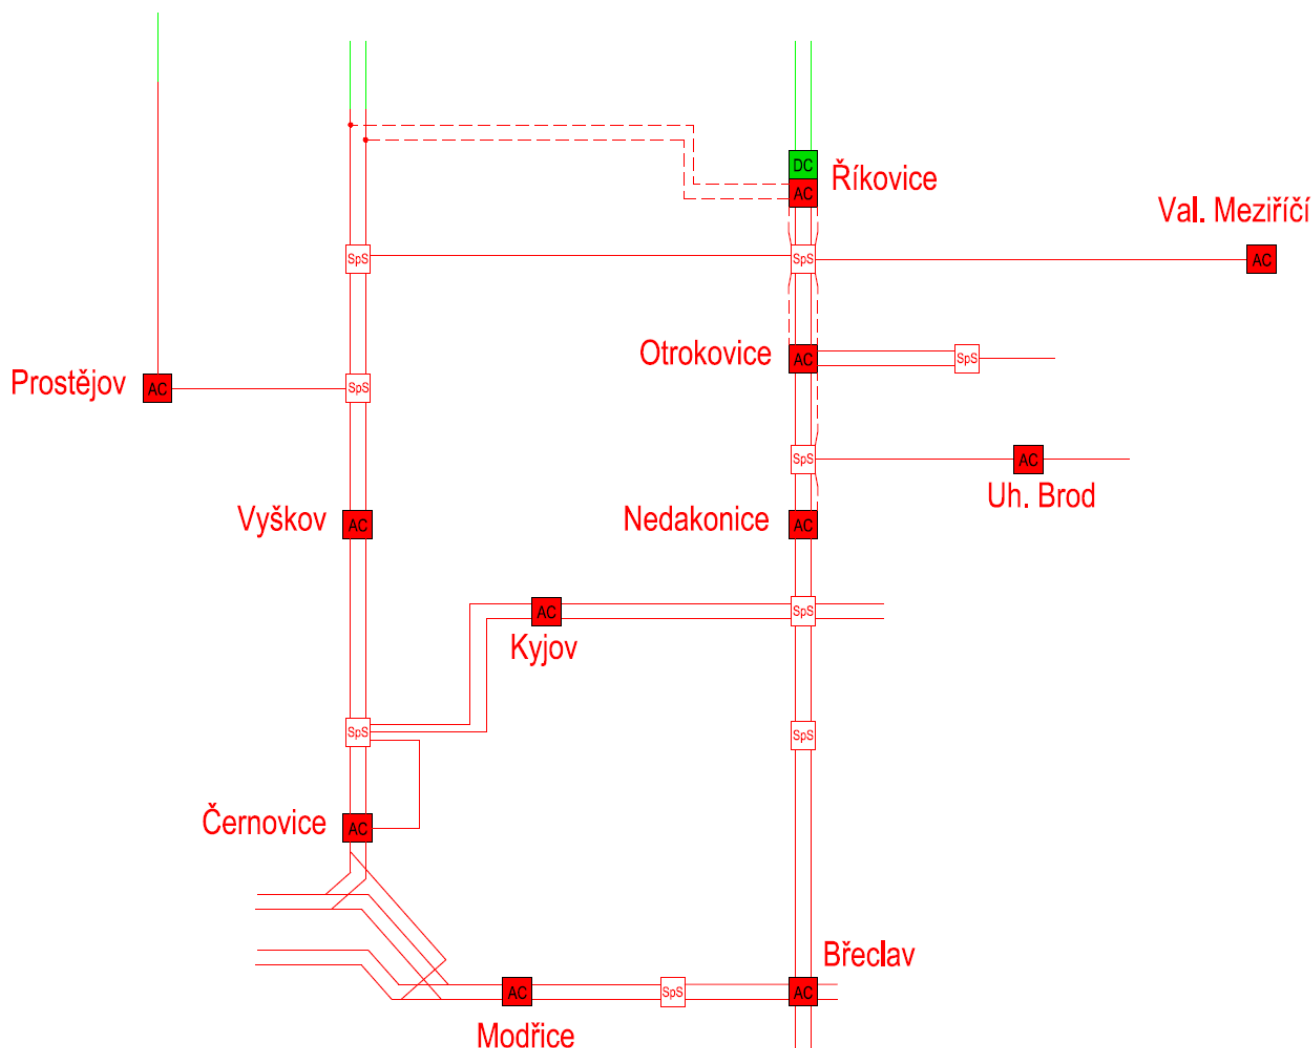 DC
Říkovice
AC
Val. Meziříčí
SpS
SpS
AC
Otrokovice
AC
SpS
Prostějov
AC
SpS
SpS
AC
Uh. Brod
Vyškov
AC
Nedakonice
AC
AC
SpS
Kyjov
SpS
SpS
Černovice
AC
Břeclav
AC
SpS
AC
Modřice